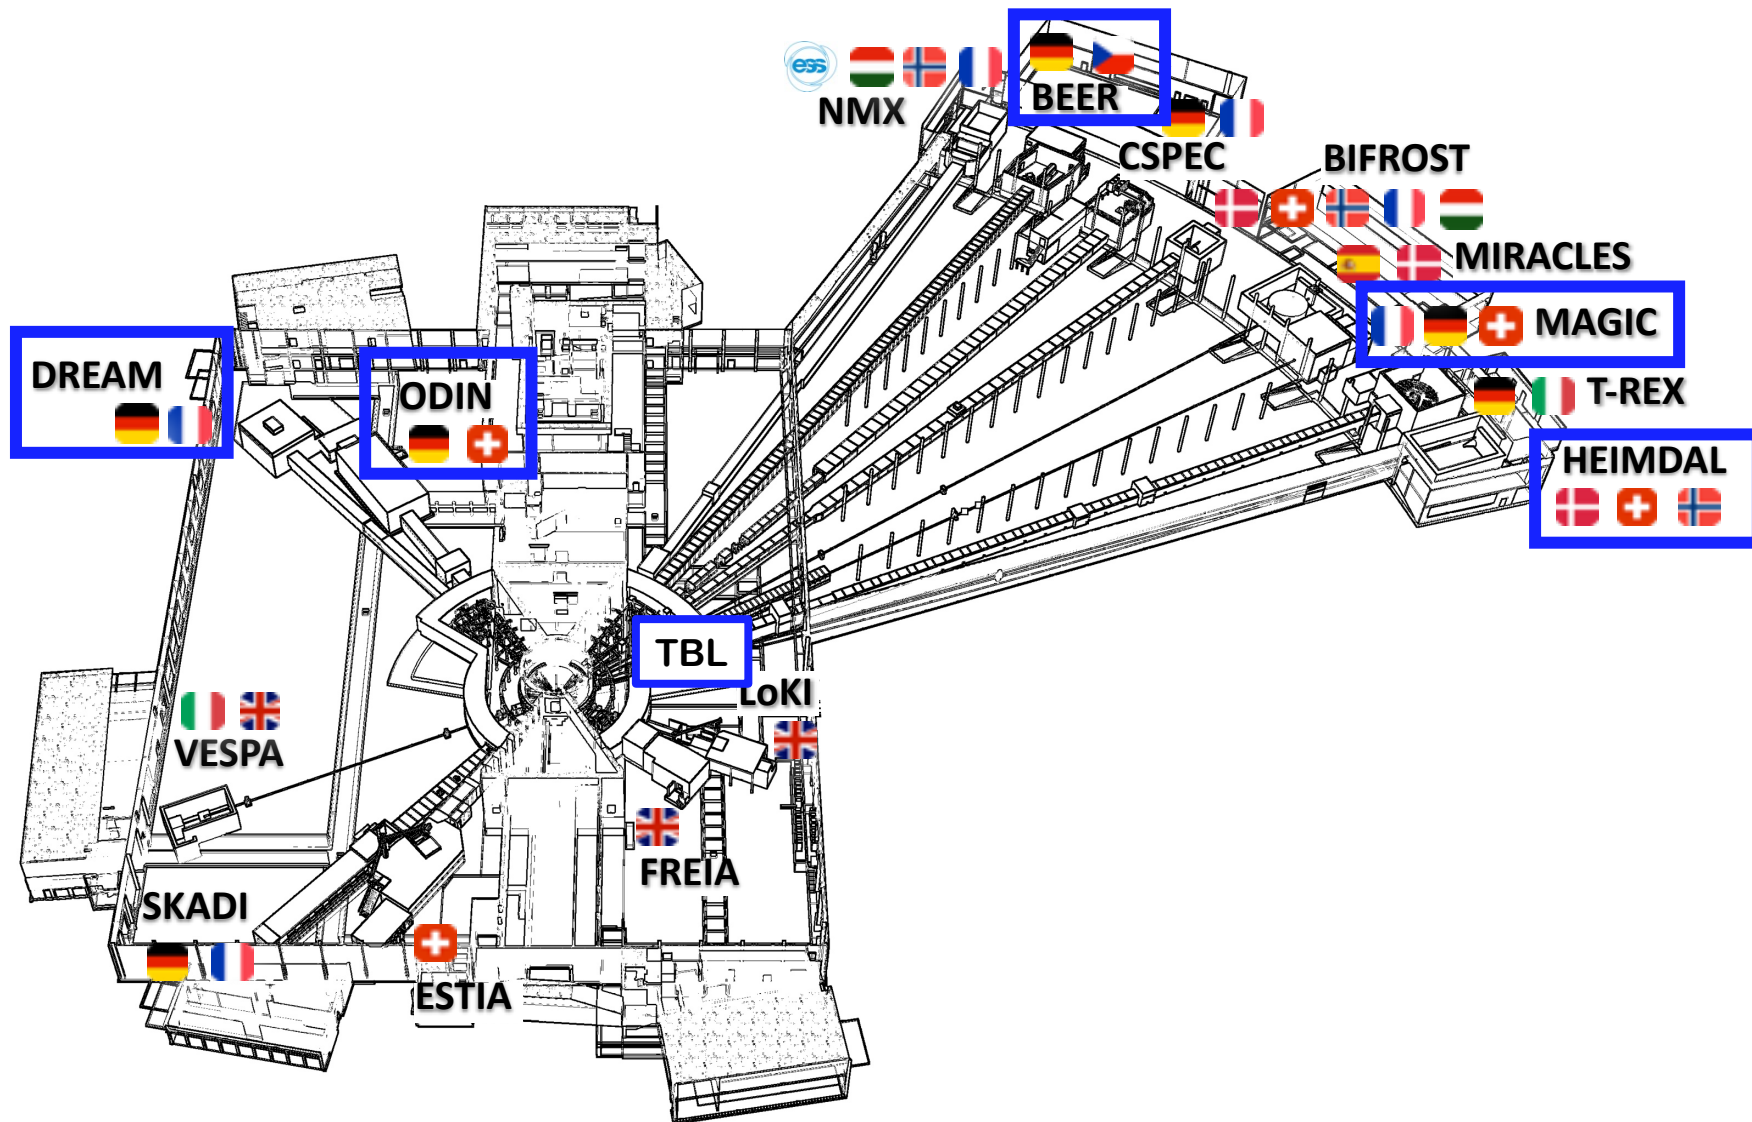 ess
NMX
BEER
CSPEC
BIFROST
MIRACLES
MAGIC
T-REX
HEIMDAL
DREAM
ODIN
TBL
LoKI
VESPA
FREIA
SKADI
ESTIA